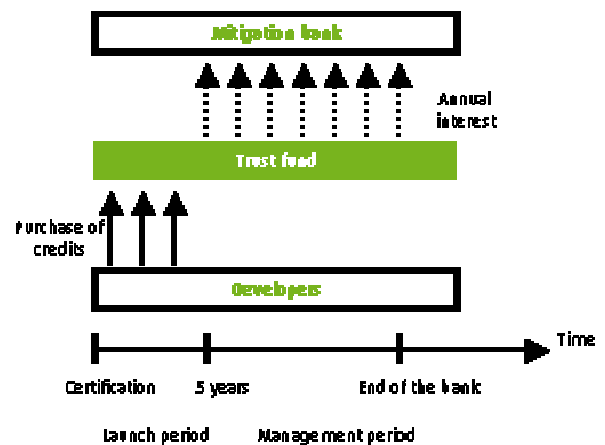 Mitigation bank
Annual
interest
Trust fund
Purchase of
credits
Developers
Time
Certification
5 years
End of the bank
Launch period
Management period